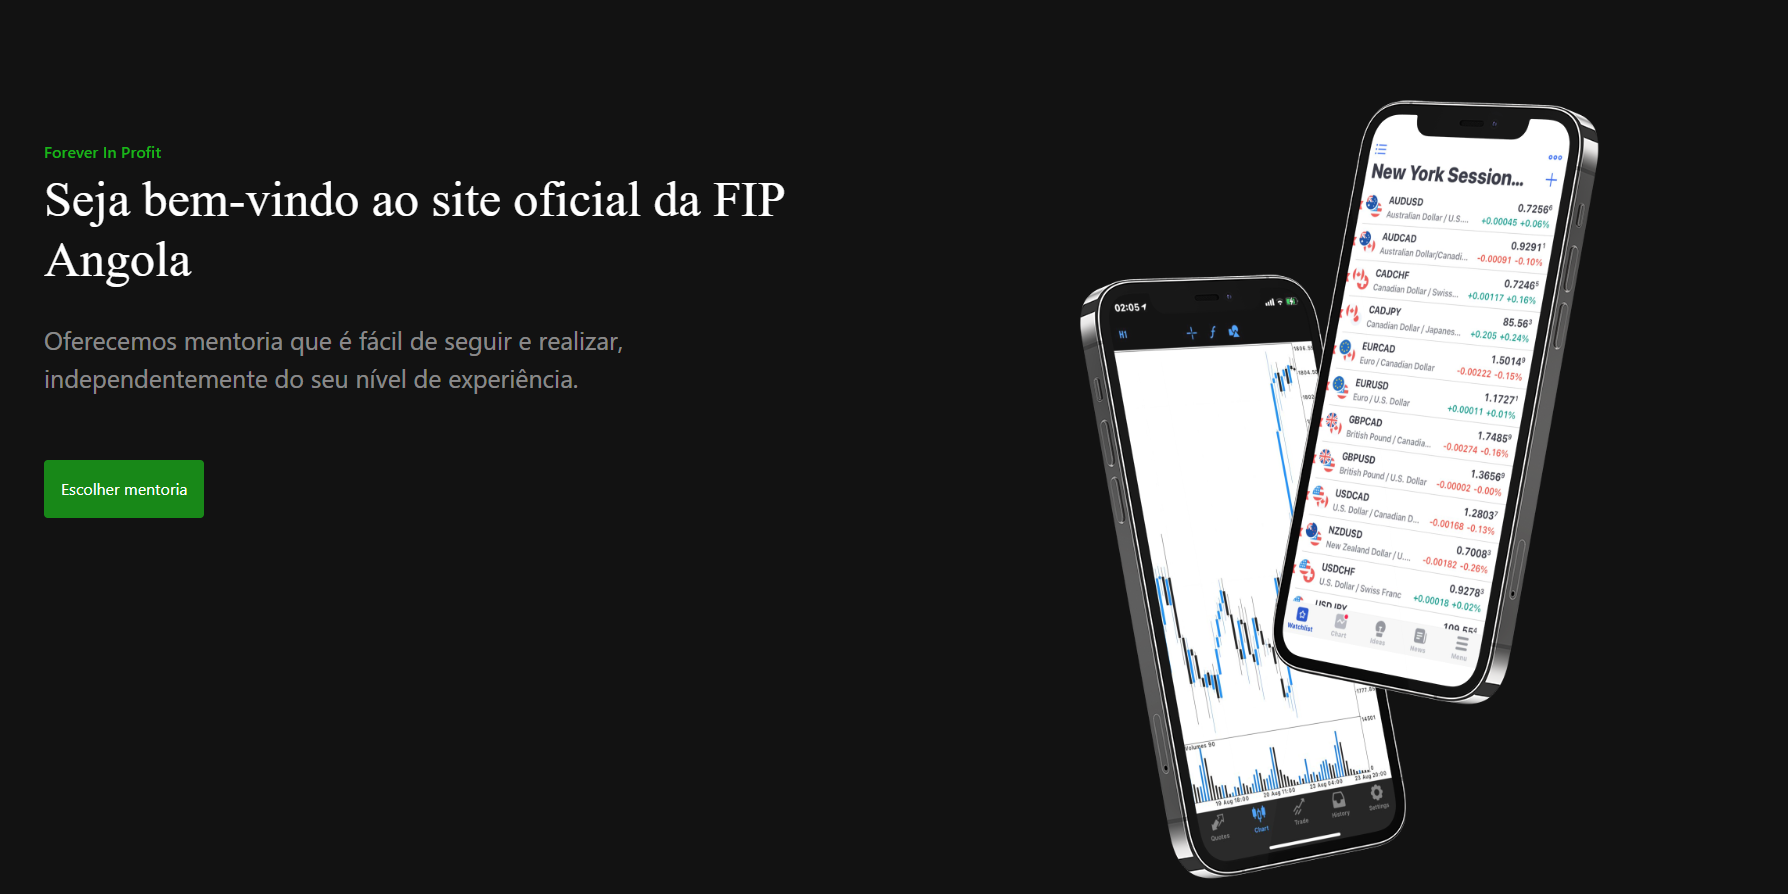 Forever In Profit
Seja bem-vindo ao site oficial da FIP
Angola
Oferecemos mentoria que é fácil de seguir e realizar,
independentemente do seu nível de experiência.
Escolher mentoria
02:05
H1
1804.50
1802
Volumes 90
14501
0
19 Aug 18:00 20 Aug 11:00 23 Aug 04:00 23 Aug 20:00
Quotes Chart Trade History Settings
New York Session...
AUDUSD 0.7256⁶
Australian Dollar / U.S.... +0.00045 +0.06%
AUDCAD 0.9291¹
Australian Dollar/Canadi... -0.00091 -0.10%
CADCHF 0.7246⁵
Canadian Dollar / Swiss... +0.00117 +0.16%
CADJPY 85.56³
Canadian Dollar / Japanes... +0.205 +0.24%
EURCAD 1.5014⁹
Euro / Canadian Dollar -0.00222 -0.15%
EURUSD 1.1727¹
Euro / U.S. Dollar +0.00011 +0.01%
GBPCAD 1.7485⁹
British Pound / Canadia... -0.00274 -0.16%
GBPUSD 1.3656⁹
British Pound / U.S. Dollar -0.00002 -0.00%
USDCAD 1.2803⁷
U.S. Dollar / Canadian D... -0.00168 -0.13%
NZDUSD 0.7008³
New Zealand Dollar / U.... -0.00182 -0.26%
USDCHF 0.9278³
U.S. Dollar / Swiss Franc +0.00018 +0.02%
USDJPY
Watchlist Chart Ideas News Menu